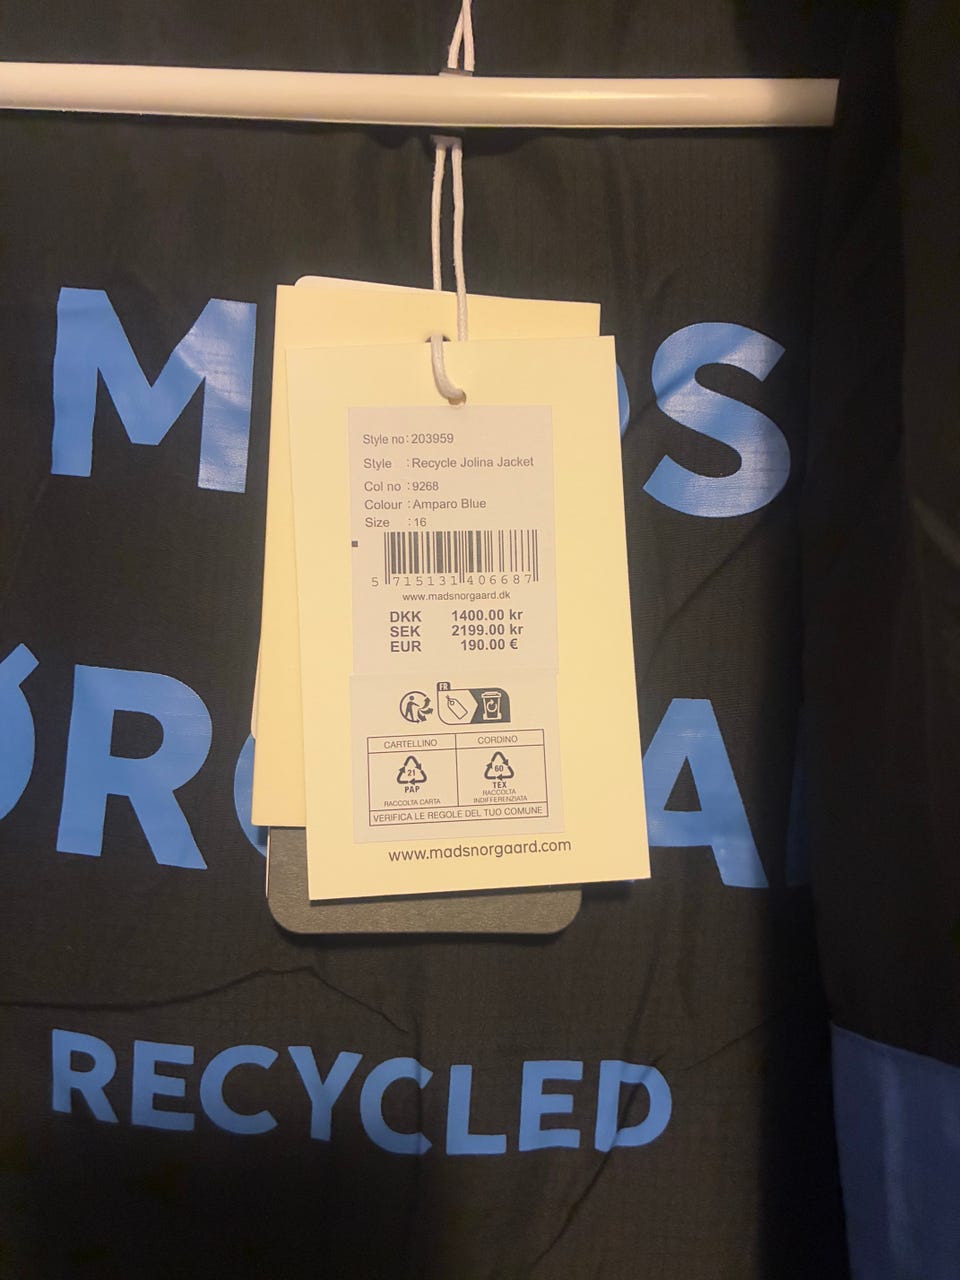 M DS
Style no : 203959
Style : Recycle Jolina Jacket
Col no : 9268
Colour : Amparo Blue
Size : 16
5 715131 406687
www.madsnorgaard.dk
DKK 1400.00 kr
SEK 2199.00 kr
EUR 190.00 €
FR
CARTELLINO CORDINO
21 60
PAP TEX
RACCOLTA CARTA RACCOLTA INDIFFERENZIATA
VERIFICA LE REGOLE DEL TUO COMUNE
www.madsnorgaard.com
ØR A
RECYCLED